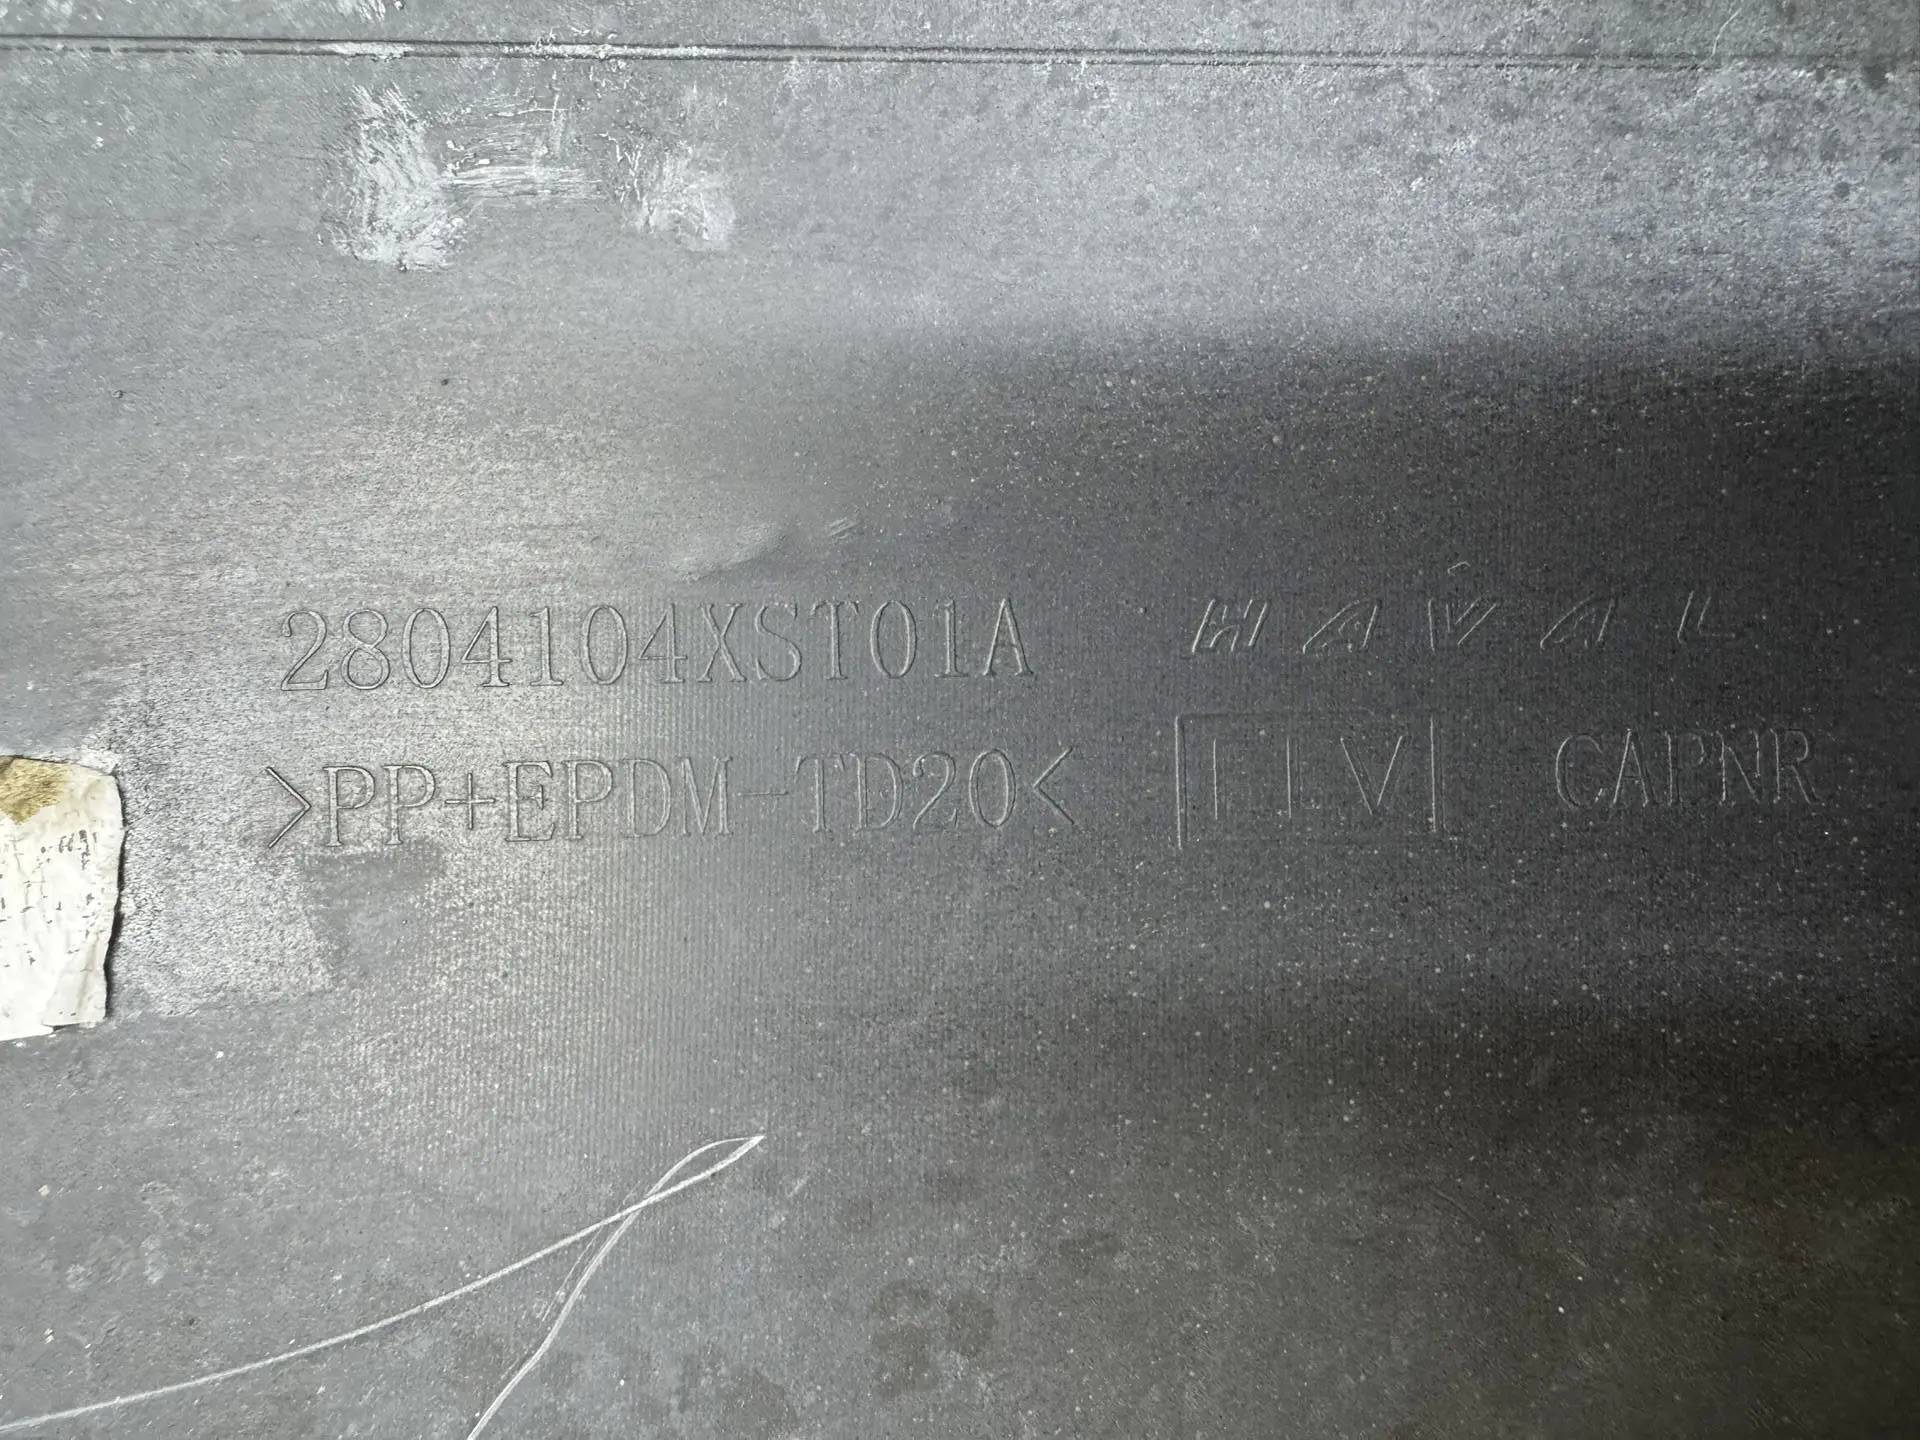 2804104XST01A HAVAL
>PP+EPDM-TD20< CAPNR